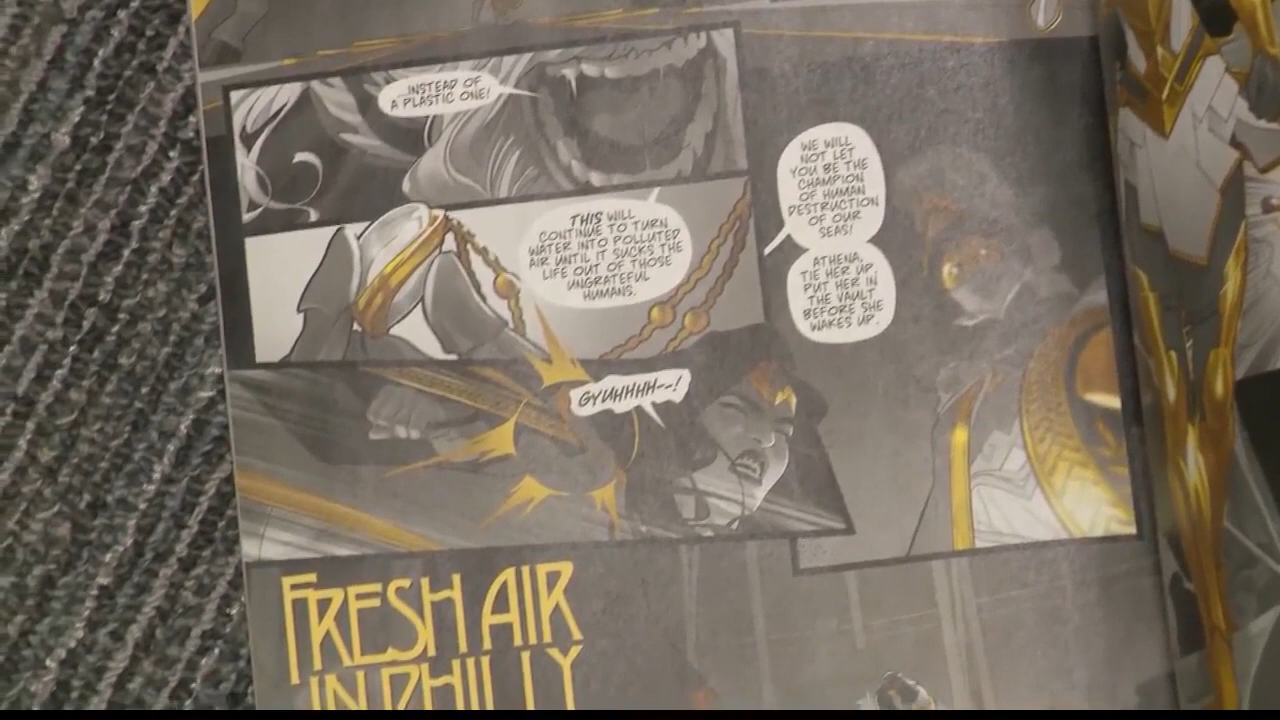 ...INSTEAD OF
A PLASTIC ONE!
THIS WILL
CONTINUE TO TURN
WATER INTO POLLUTED
AIR UNTIL IT SUCKS THE
LIFE OUT OF THOSE
UNGRATEFUL
HUMANS.
GYUHHHH--!
WE WILL
NOT LET
YOU BE THE
CHAMPION
OF HUMAN
DESTRUCTION
OF OUR
SEAS!
ATHENA,
TIE HER UP.
PUT HER IN
THE VAULT
BEFORE SHE
WAKES UP.
FRESH AIR
IN PHILLY